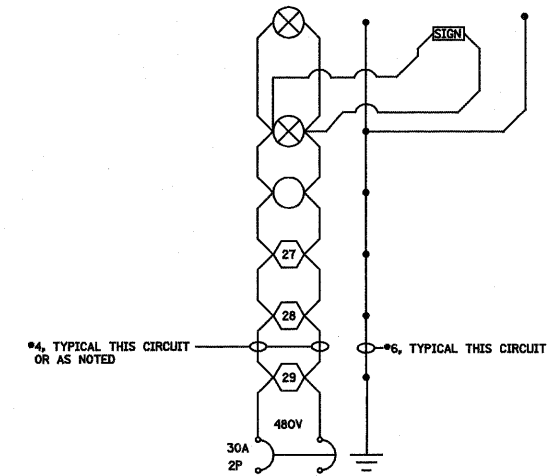 SIGN
27
28
#4, TYPICAL THIS CIRCUIT
OR AS NOTED
#6, TYPICAL THIS CIRCUIT
29
480V
30A
2P